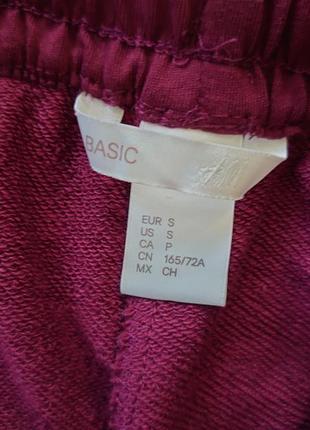 BASIC
H&M
EUR S
US S
CA P
CN 165/72A
MX CH